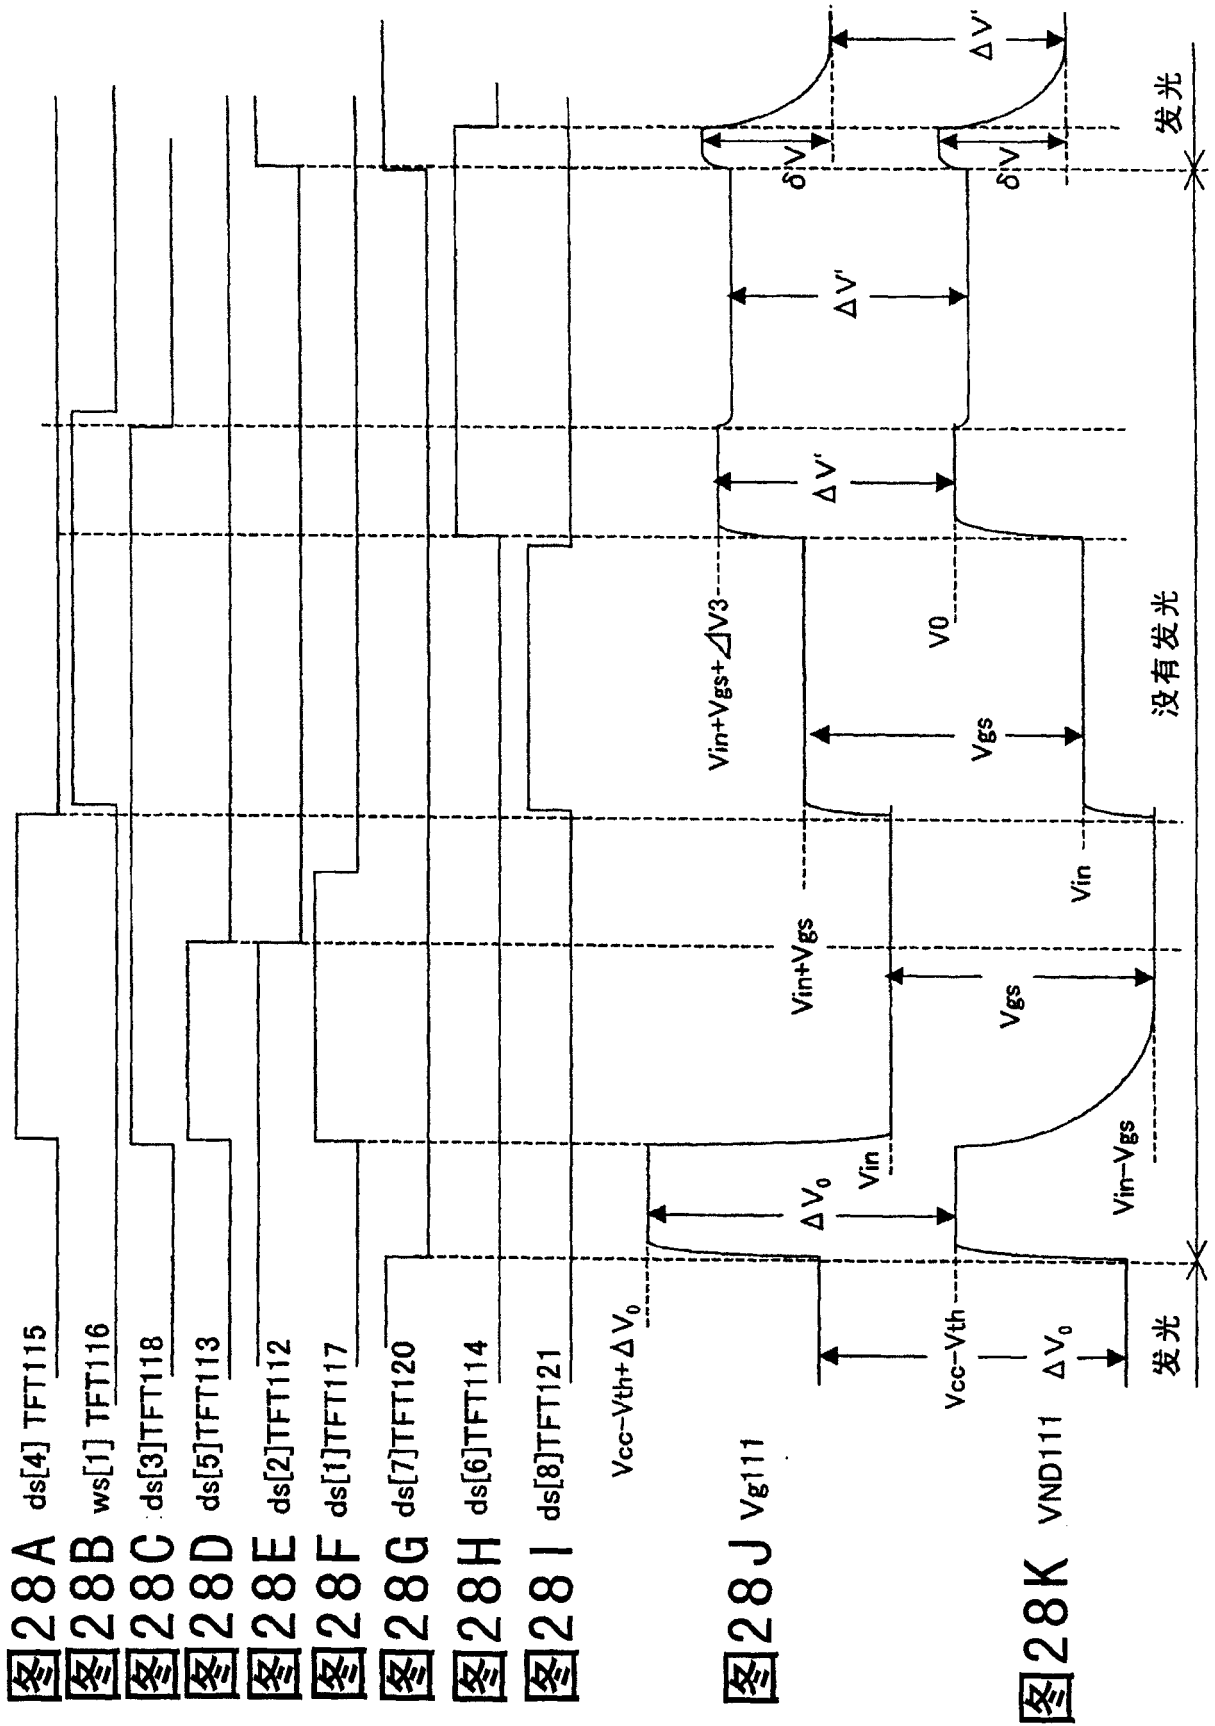 图28A ds[4] TFT115
图28B ws[1] TFT116
图28C ds[3]TFT118
图28D ds[5]TFT113
图28E ds[2]TFT112
图28F ds[1]TFT117
图28G ds[7]TFT120
图28H ds[6]TFT114
图28I ds[8]TFT121
Vcc-Vth+ΔV₀
Vin+Vgs+⊿V3
δV
图28J Vg111
ΔV₀
Vin
Vin+Vgs
ΔV'
ΔV"
ΔV'
Vcc-Vth
Vgs
Vgs
V0
δV
图28K VND111
ΔV₀
Vin-Vgs
Vin
发光
没有发光
发光